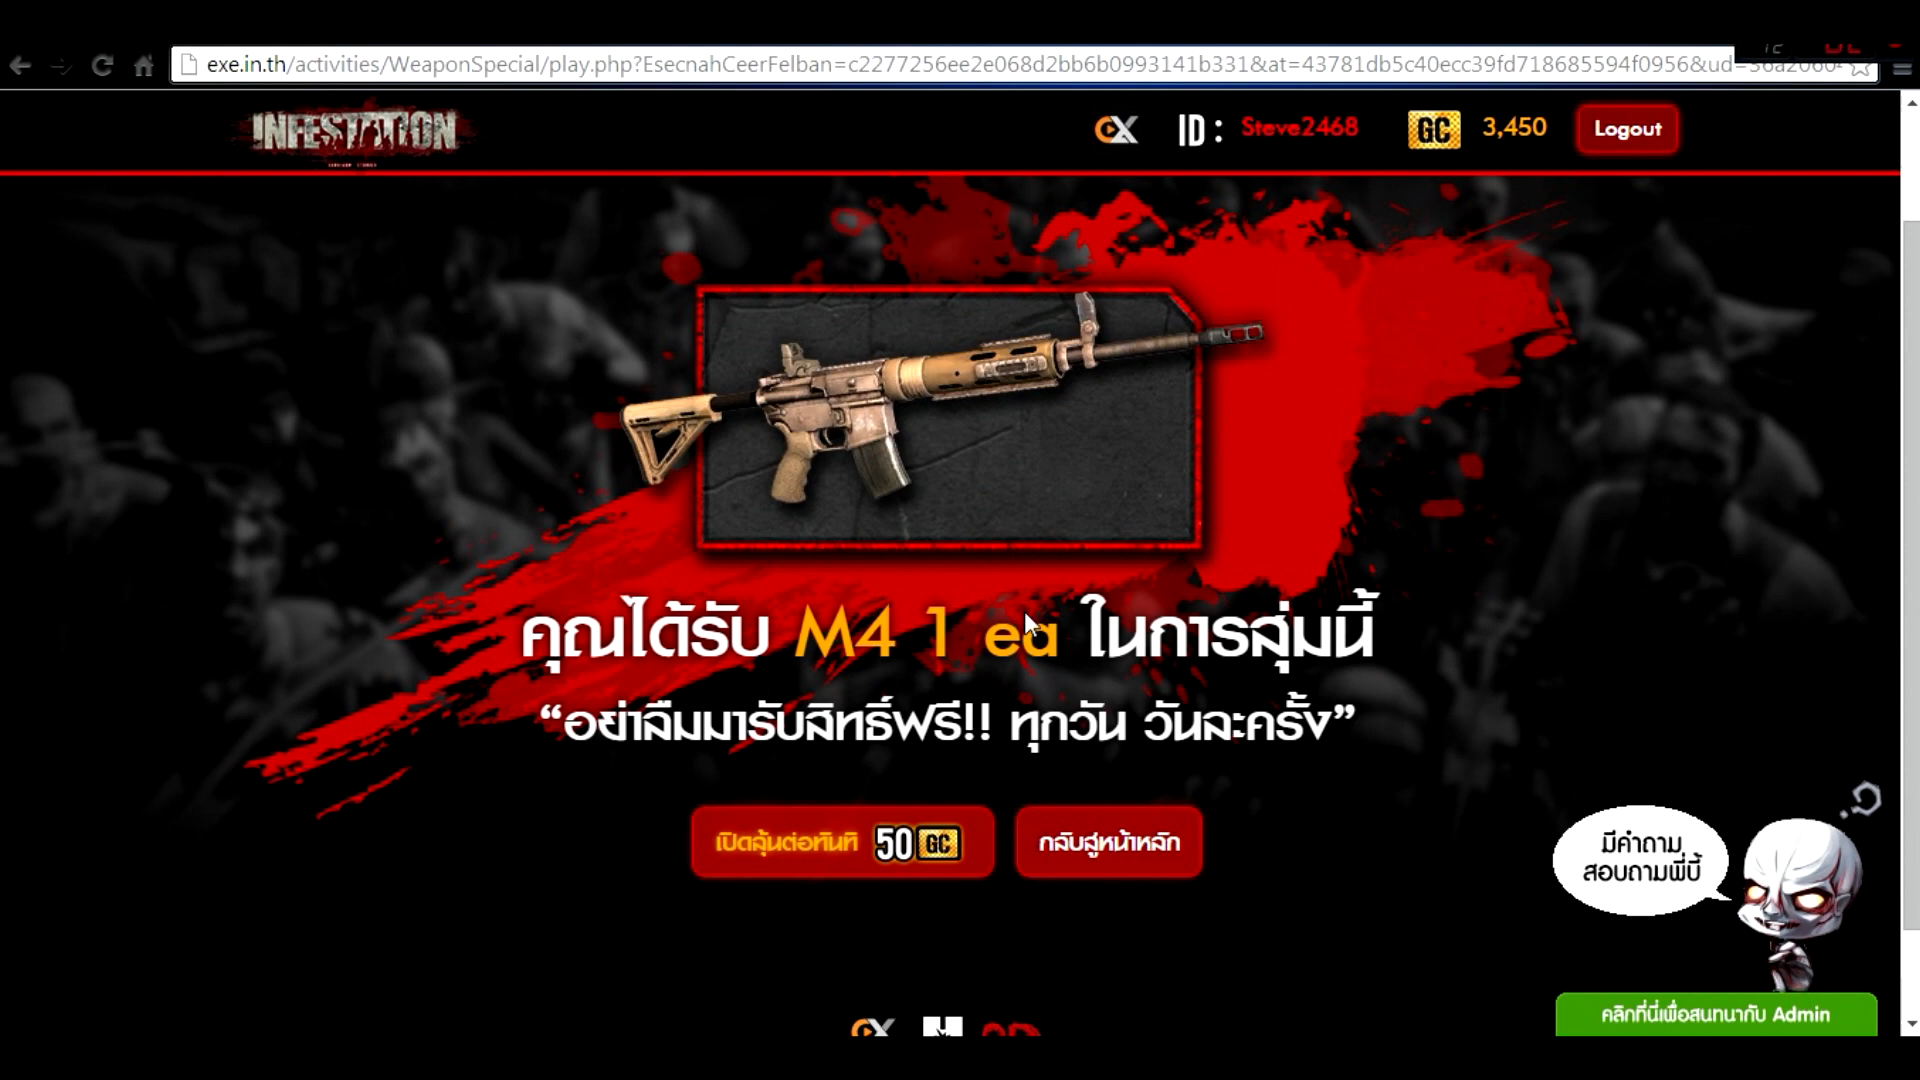 exe.in.th/activities/WeaponSpecial/play.php?EsecnahCeerFelban=c2277256ee2e068d2bb6b0993141b331&at=43781db5c40ecc39fd718685594f0956&ud=
INFESTATION
CX ID : Steve2468 GC 3,450 Logout
คุณได้รับ M4 1 ea ในการสุ่มนี้
“อย่าลืมมารับสิทธิ์ฟรี!! ทุกวัน วันละครั้ง”
เปิดลุ้นต่อทันที 50 GC กลับสู่หน้าหลัก
มีคำถาม
สอบถามพี่บี้
คลิกที่นี่เพื่อสนทนากับ Admin